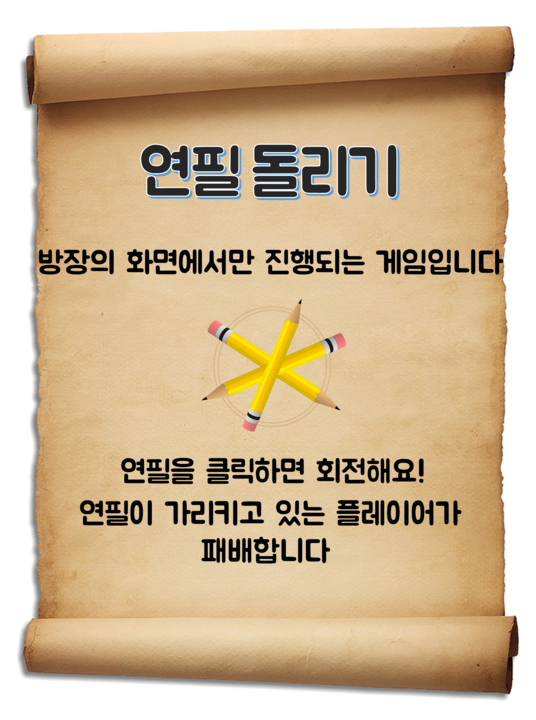 연필 돌리기
방장의 화면에서만 진행되는 게임입니다
연필을 클릭하면 회전해요!
연필이 가리키고 있는 플레이어가
패배합니다